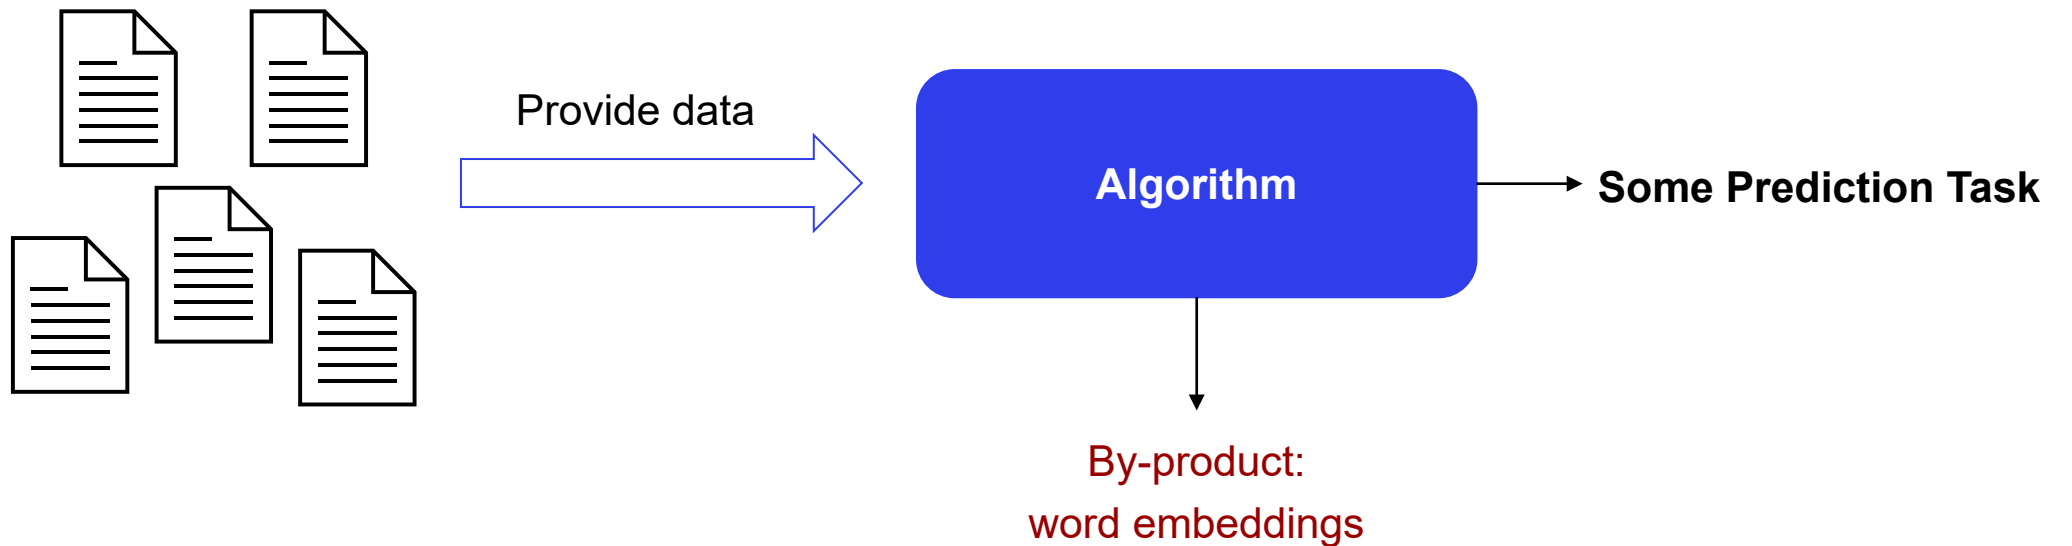 Provide data
Algorithm
Some Prediction Task
By-product:
word embeddings